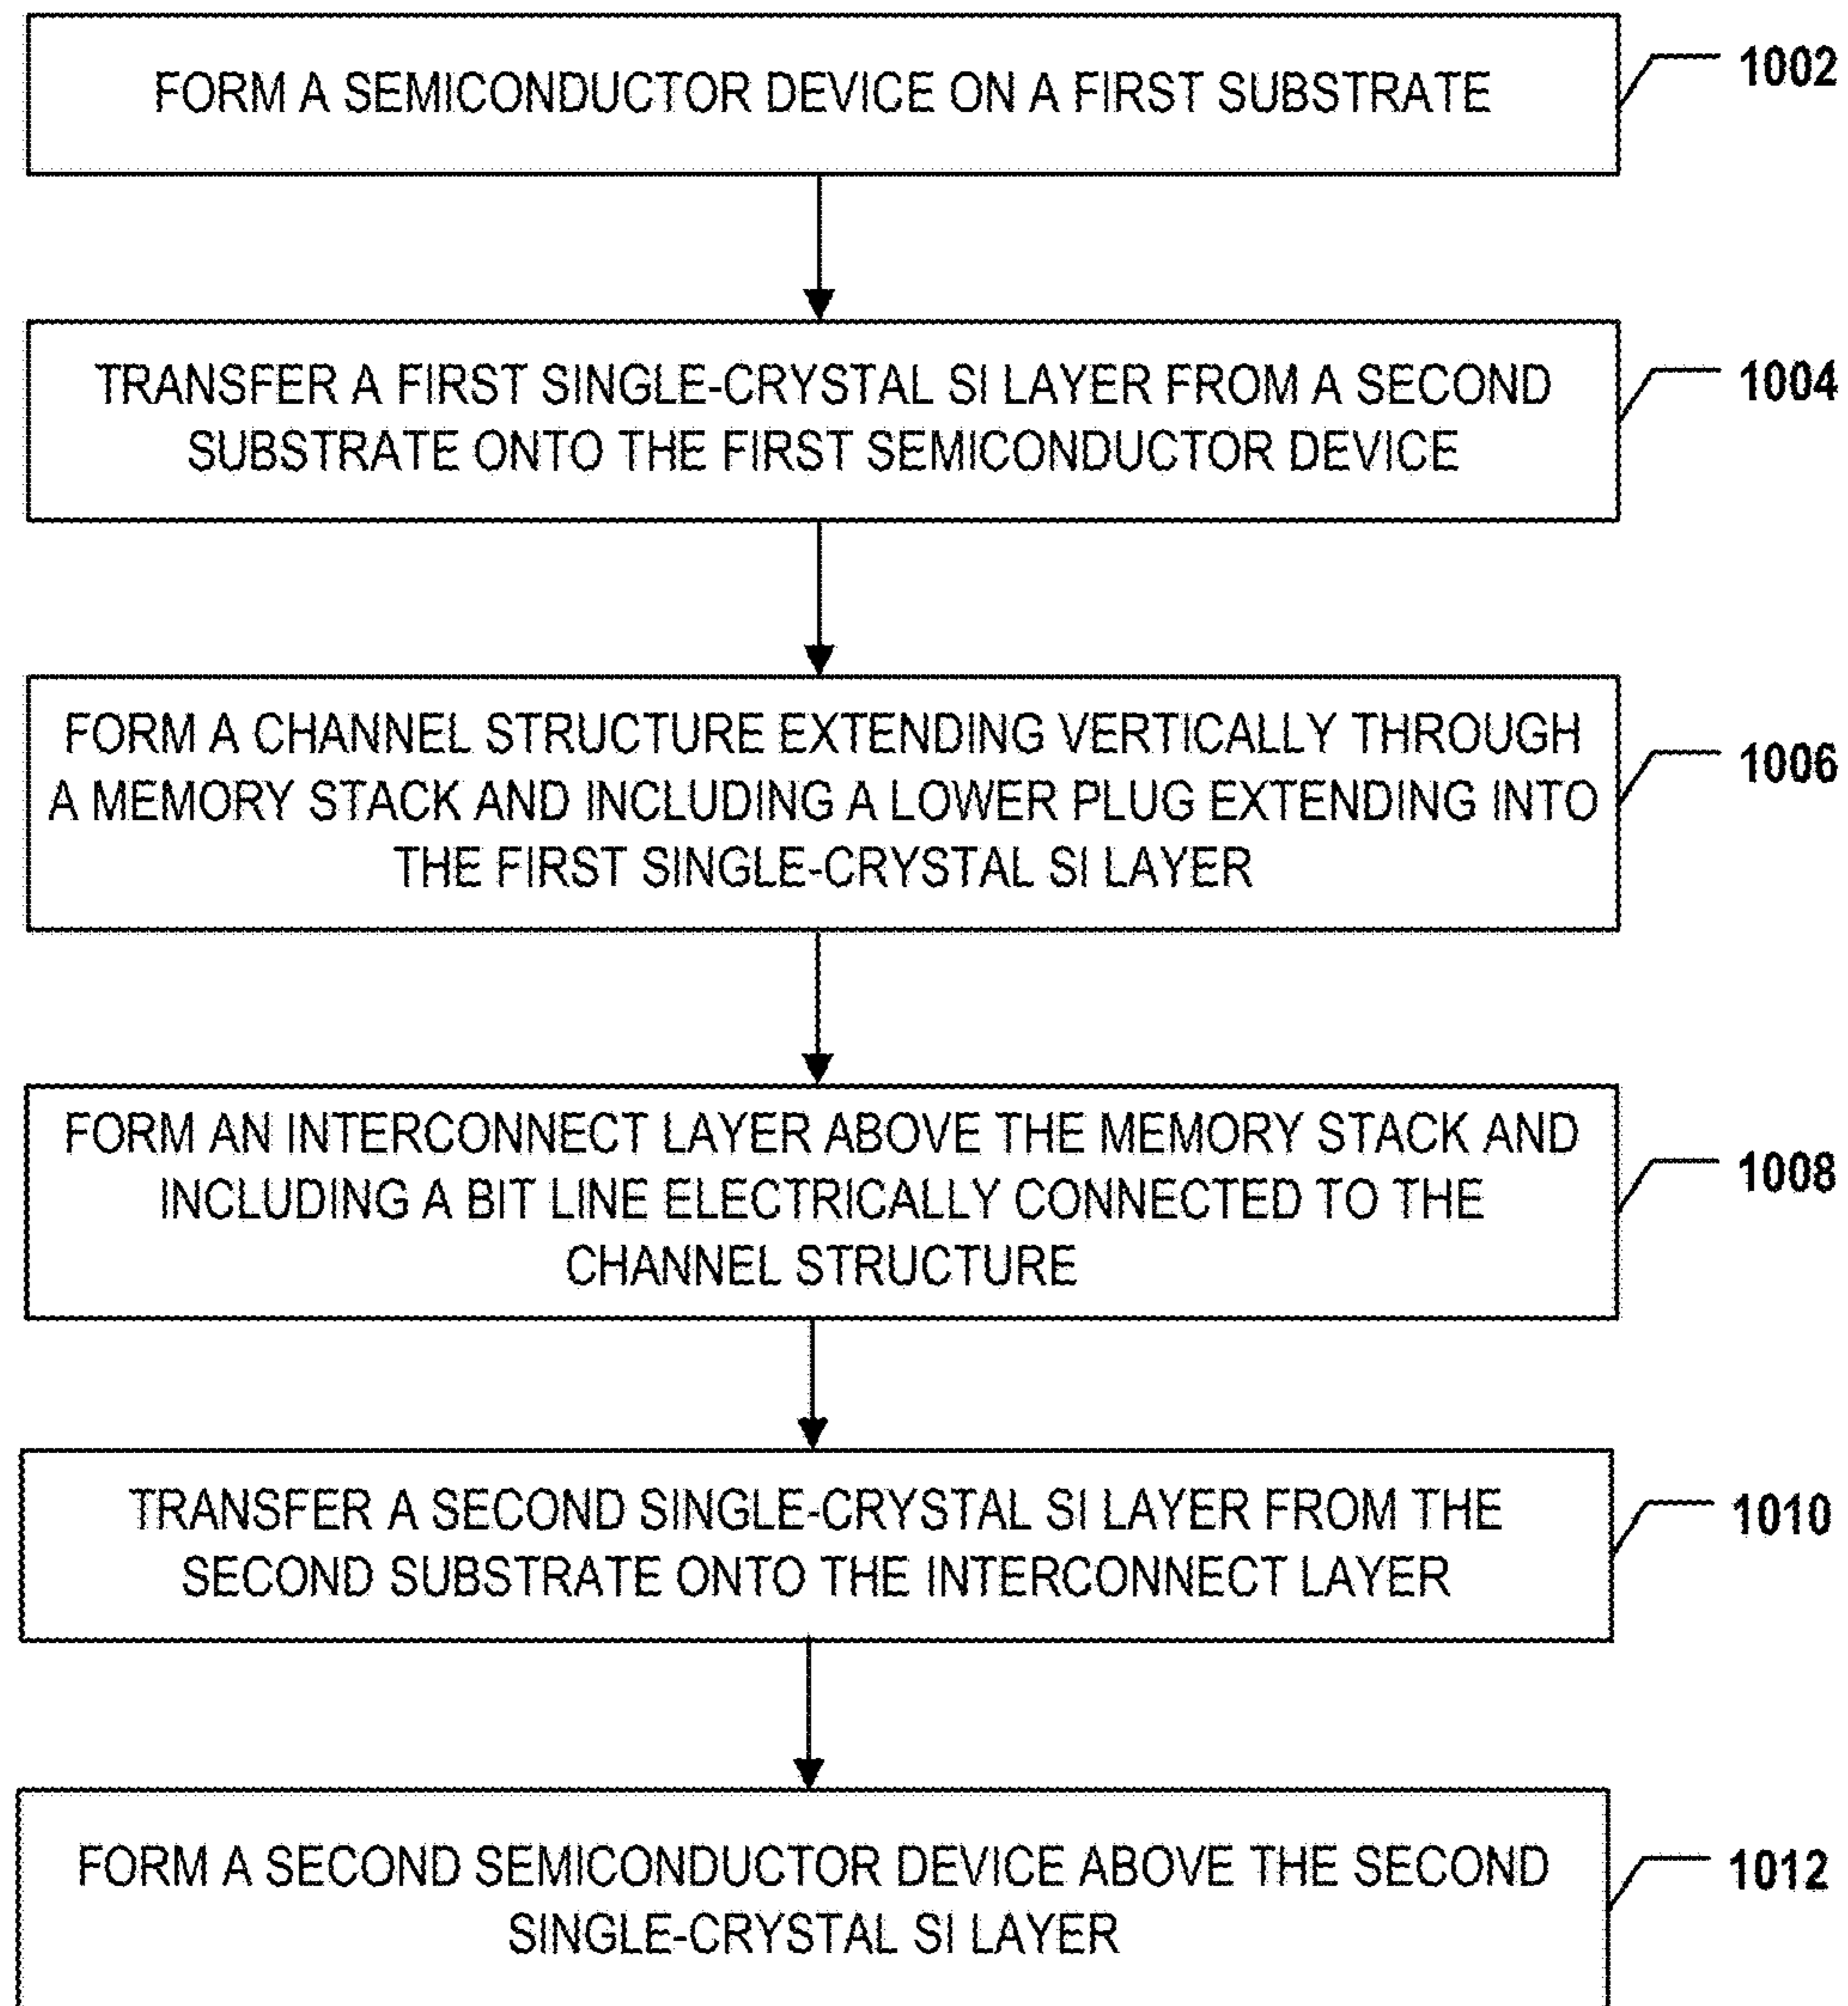 FORM A SEMICONDUCTOR DEVICE ON A FIRST SUBSTRATE
1002
TRANSFER A FIRST SINGLE-CRYSTAL SI LAYER FROM A SECOND
SUBSTRATE ONTO THE FIRST SEMICONDUCTOR DEVICE
1004
FORM A CHANNEL STRUCTURE EXTENDING VERTICALLY THROUGH
A MEMORY STACK AND INCLUDING A LOWER PLUG EXTENDING INTO
THE FIRST SINGLE-CRYSTAL SI LAYER
1006
FORM AN INTERCONNECT LAYER ABOVE THE MEMORY STACK AND
INCLUDING A BIT LINE ELECTRICALLY CONNECTED TO THE
CHANNEL STRUCTURE
1008
TRANSFER A SECOND SINGLE-CRYSTAL SI LAYER FROM THE
SECOND SUBSTRATE ONTO THE INTERCONNECT LAYER
1010
FORM A SECOND SEMICONDUCTOR DEVICE ABOVE THE SECOND
SINGLE-CRYSTAL SI LAYER
1012